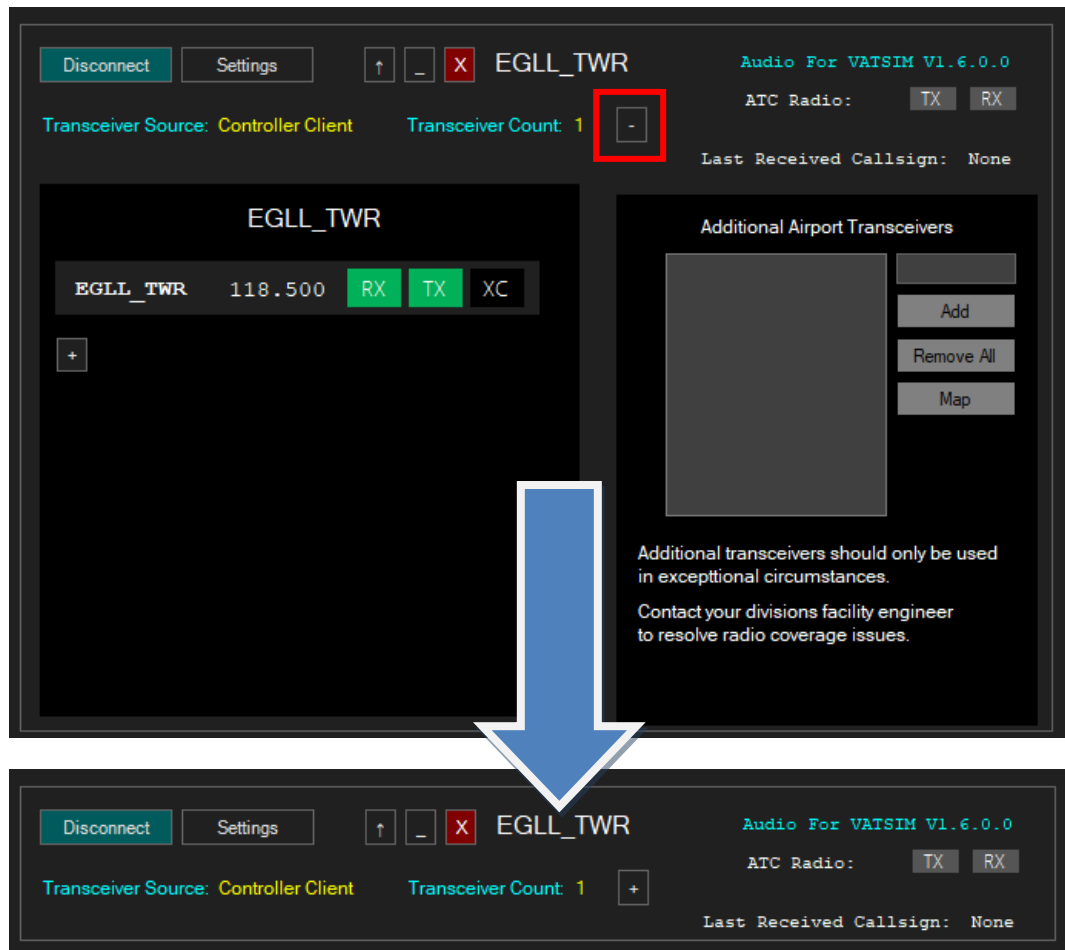 Disconnect Settings ↑ _ X EGLL_TWR Audio For VATSIM V1.6.0.0
ATC Radio: TX RX
Transceiver Source: Controller Client Transceiver Count: 1 -
Last Received Callsign: None
EGLL_TWR
EGLL_TWR 118.500 RX TX XC
+
Additional Airport Transceivers
Add
Remove All
Map
Additional transceivers should only be used
in excepttional circumstances.
Contact your divisions facility engineer
to resolve radio coverage issues.
Disconnect Settings ↑ _ X EGLL_TWR Audio For VATSIM V1.6.0.0
ATC Radio: TX RX
Transceiver Source: Controller Client Transceiver Count: 1 +
Last Received Callsign: None